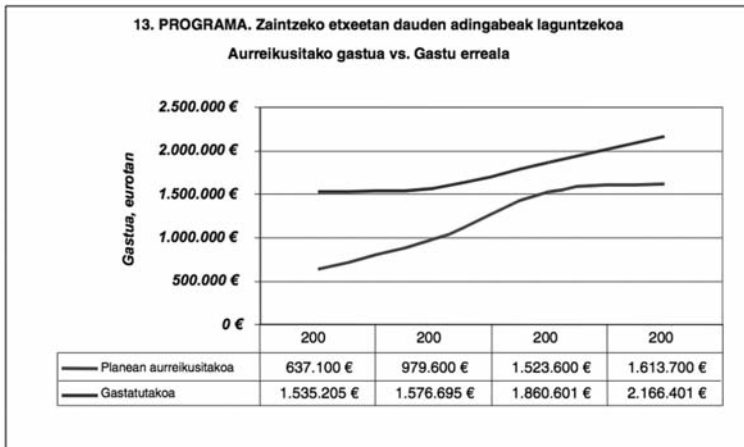 13. PROGRAMA. Zaintzeko etxeetan dauden adingabeak laguntzekoa
Aurreikusitako gastua vs. Gastu erreala
Gastua, eurotan
2.500.000 €
2.000.000 €
1.500.000 €
1.000.000 €
500.000 €
0 €
200 200 200 200
Planean aurreikusitakoa 637.100 € 979.600 € 1.523.600 € 1.613.700 €
Gastatutakoa 1.535.205 € 1.576.695 € 1.860.601 € 2.166.401 €